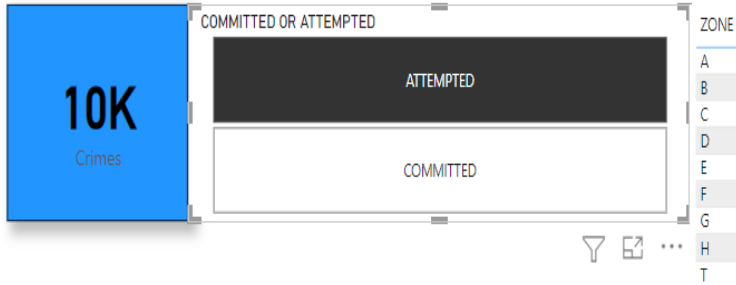 10K
Crimes
COMMITTED OR ATTEMPTED
ATTEMPTED
COMMITTED
ZONE
A
B
C
D
E
F
G
H
T